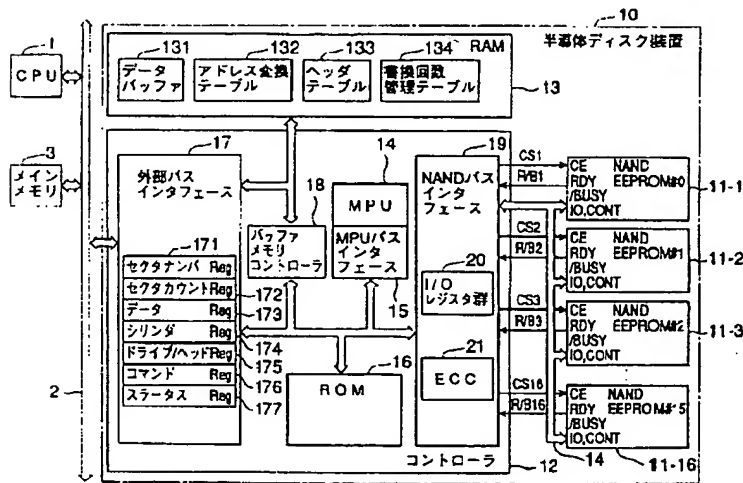 10
半導体ディスク装置
1
CPU
131
データ
バッファ
132
アドレス変換
テーブル
133
ヘッダ
テーブル
134
書換回数
管理テーブル
RAM
13
3
メイン
メモリ
17
外部バス
インタフェース
18
バッファ
メモリ
コントローラ
14
MPU
MPUバス
インタ
フェース
15
19
NANDバス
インタ
フェース
20
I/O
レジスタ群
21
ECC
171
セクタナンバ Reg
セクタカウント Reg
172
データ Reg
173
シリンダ Reg
174
ドライブ/ヘッド Reg
175
コマンド Reg
176
スラータス Reg
177
16
ROM
コントローラ
12
2
CS1
R/B1
CE NAND
RDY EEPROM#0
/BUSY
IO,CONT
11-1
CS2
R/B2
CE NAND
RDY EEPROM#1
/BUSY
IO,CONT
11-2
CS3
R/B3
CE NAND
RDY EEPROM#2
/BUSY
IO,CONT
11-3
CS16
R/B16
CE NAND
RDY EEPROM#15
/BUSY
IO,CONT
14
11-16